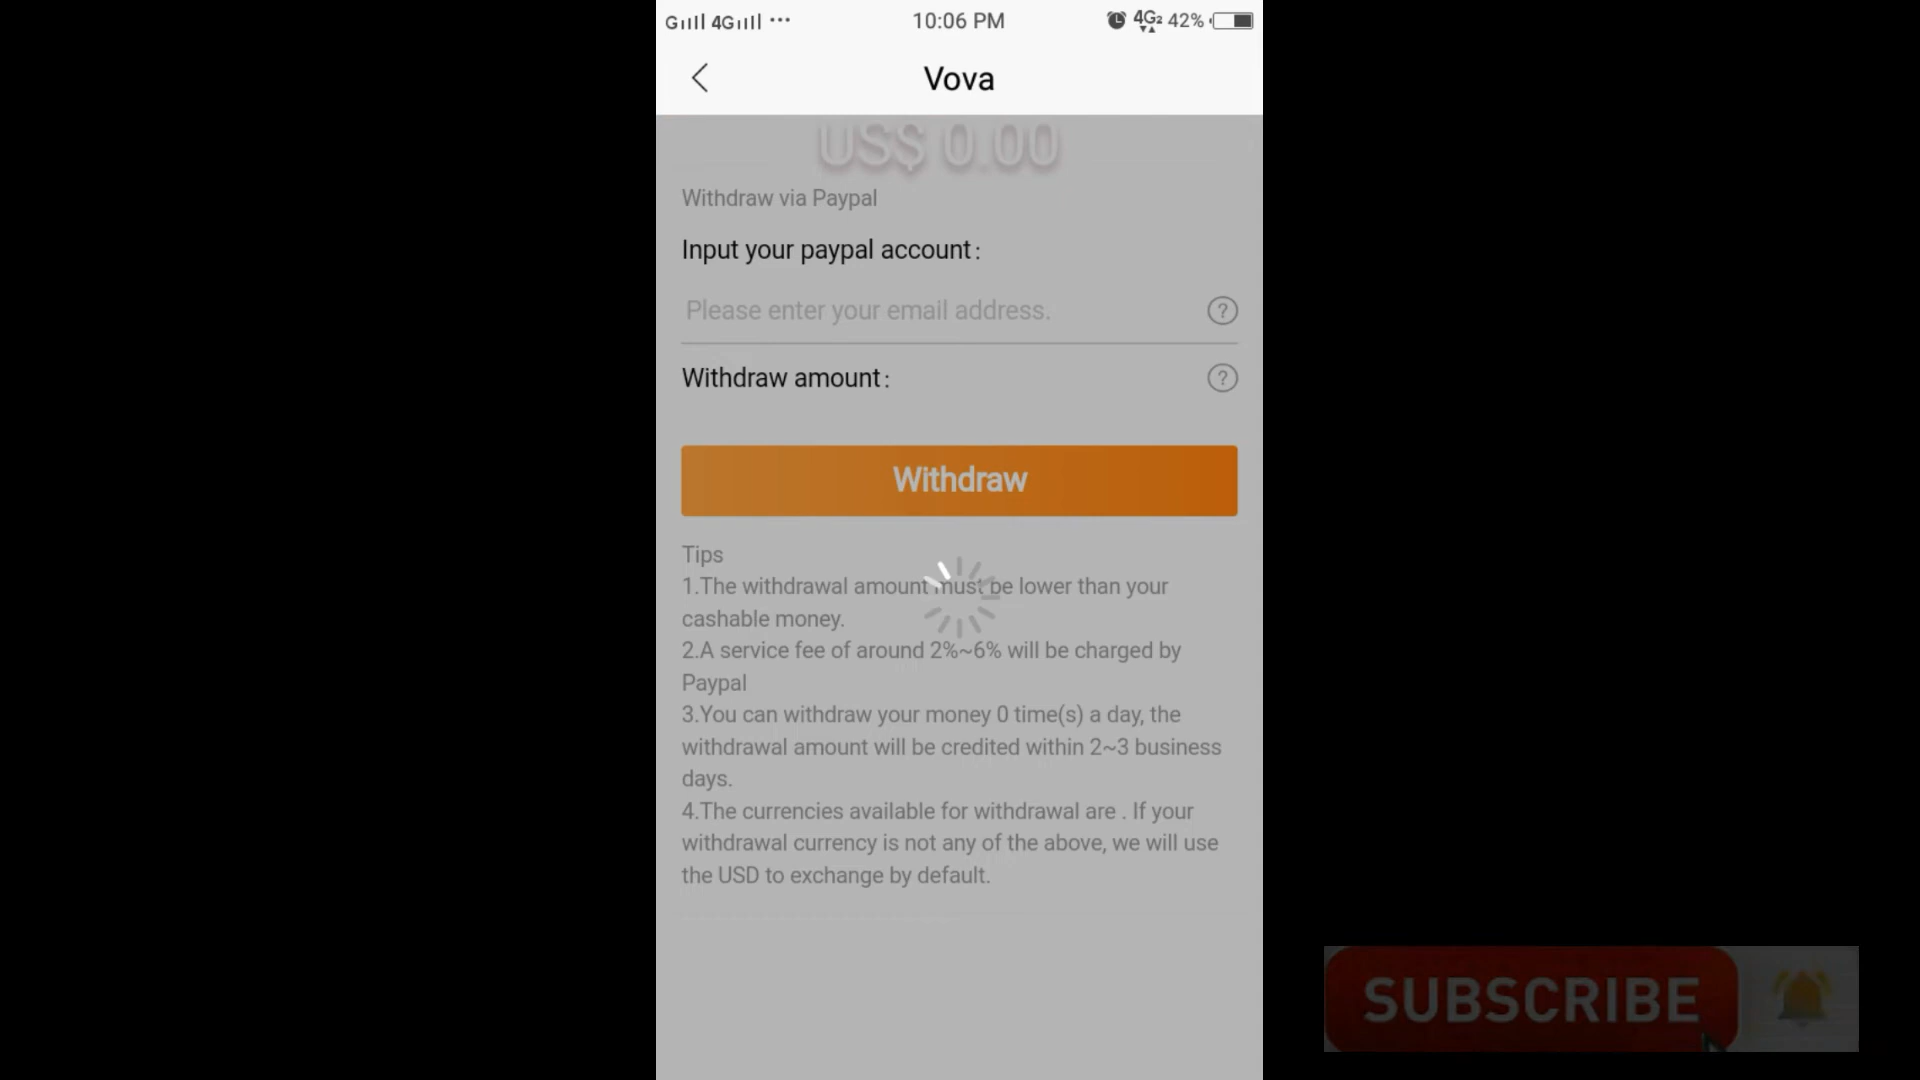 4G 10:06 PM 4G2 42%
Vova
US$ 0.00
Withdraw via Paypal
Input your paypal account:
Please enter your email address. ?
Withdraw amount: ?
Withdraw
Tips
1.The withdrawal amount must be lower than your
cashable money.
2.A service fee of around 2%~6% will be charged by
Paypal
3.You can withdraw your money 0 time(s) a day, the
withdrawal amount will be credited within 2~3 business
days.
4.The currencies available for withdrawal are . If your
withdrawal currency is not any of the above, we will use
the USD to exchange by default.
SUBSCRIBE